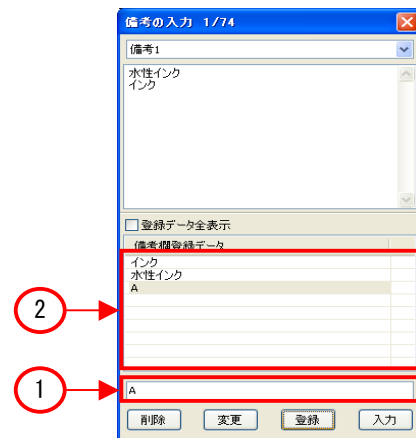 備考の入力 1/74
備考1
水性インク
インク
登録データ全表示
備考欄登録データ
インク
水性インク
A
2
1
A
削除 変更 登録 入力